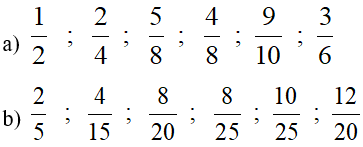 a) 1/2 ; 2/4 ; 5/8 ; 4/8 ; 9/10 ; 3/6
b) 2/5 ; 4/15 ; 8/20 ; 8/25 ; 10/25 ; 12/20